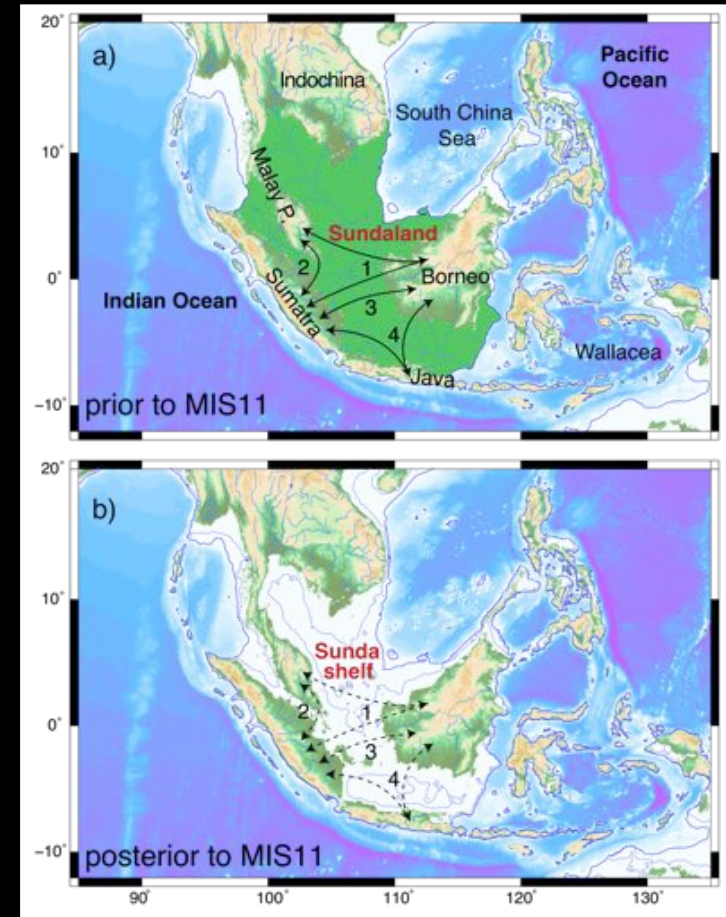 20°
a)
Pacific
Ocean
Indochina
South China
Sea
10°
Malay P.
Sundaland
2
1
Borneo
0°
Indian Ocean
Sumatra
3
4
Wallacea
Java
prior to MIS11
−10°
20°
b)
10°
Sunda
shelf
2
1
0°
3
4
posterior to MIS11
−10°
90°
100°
110°
120°
130°